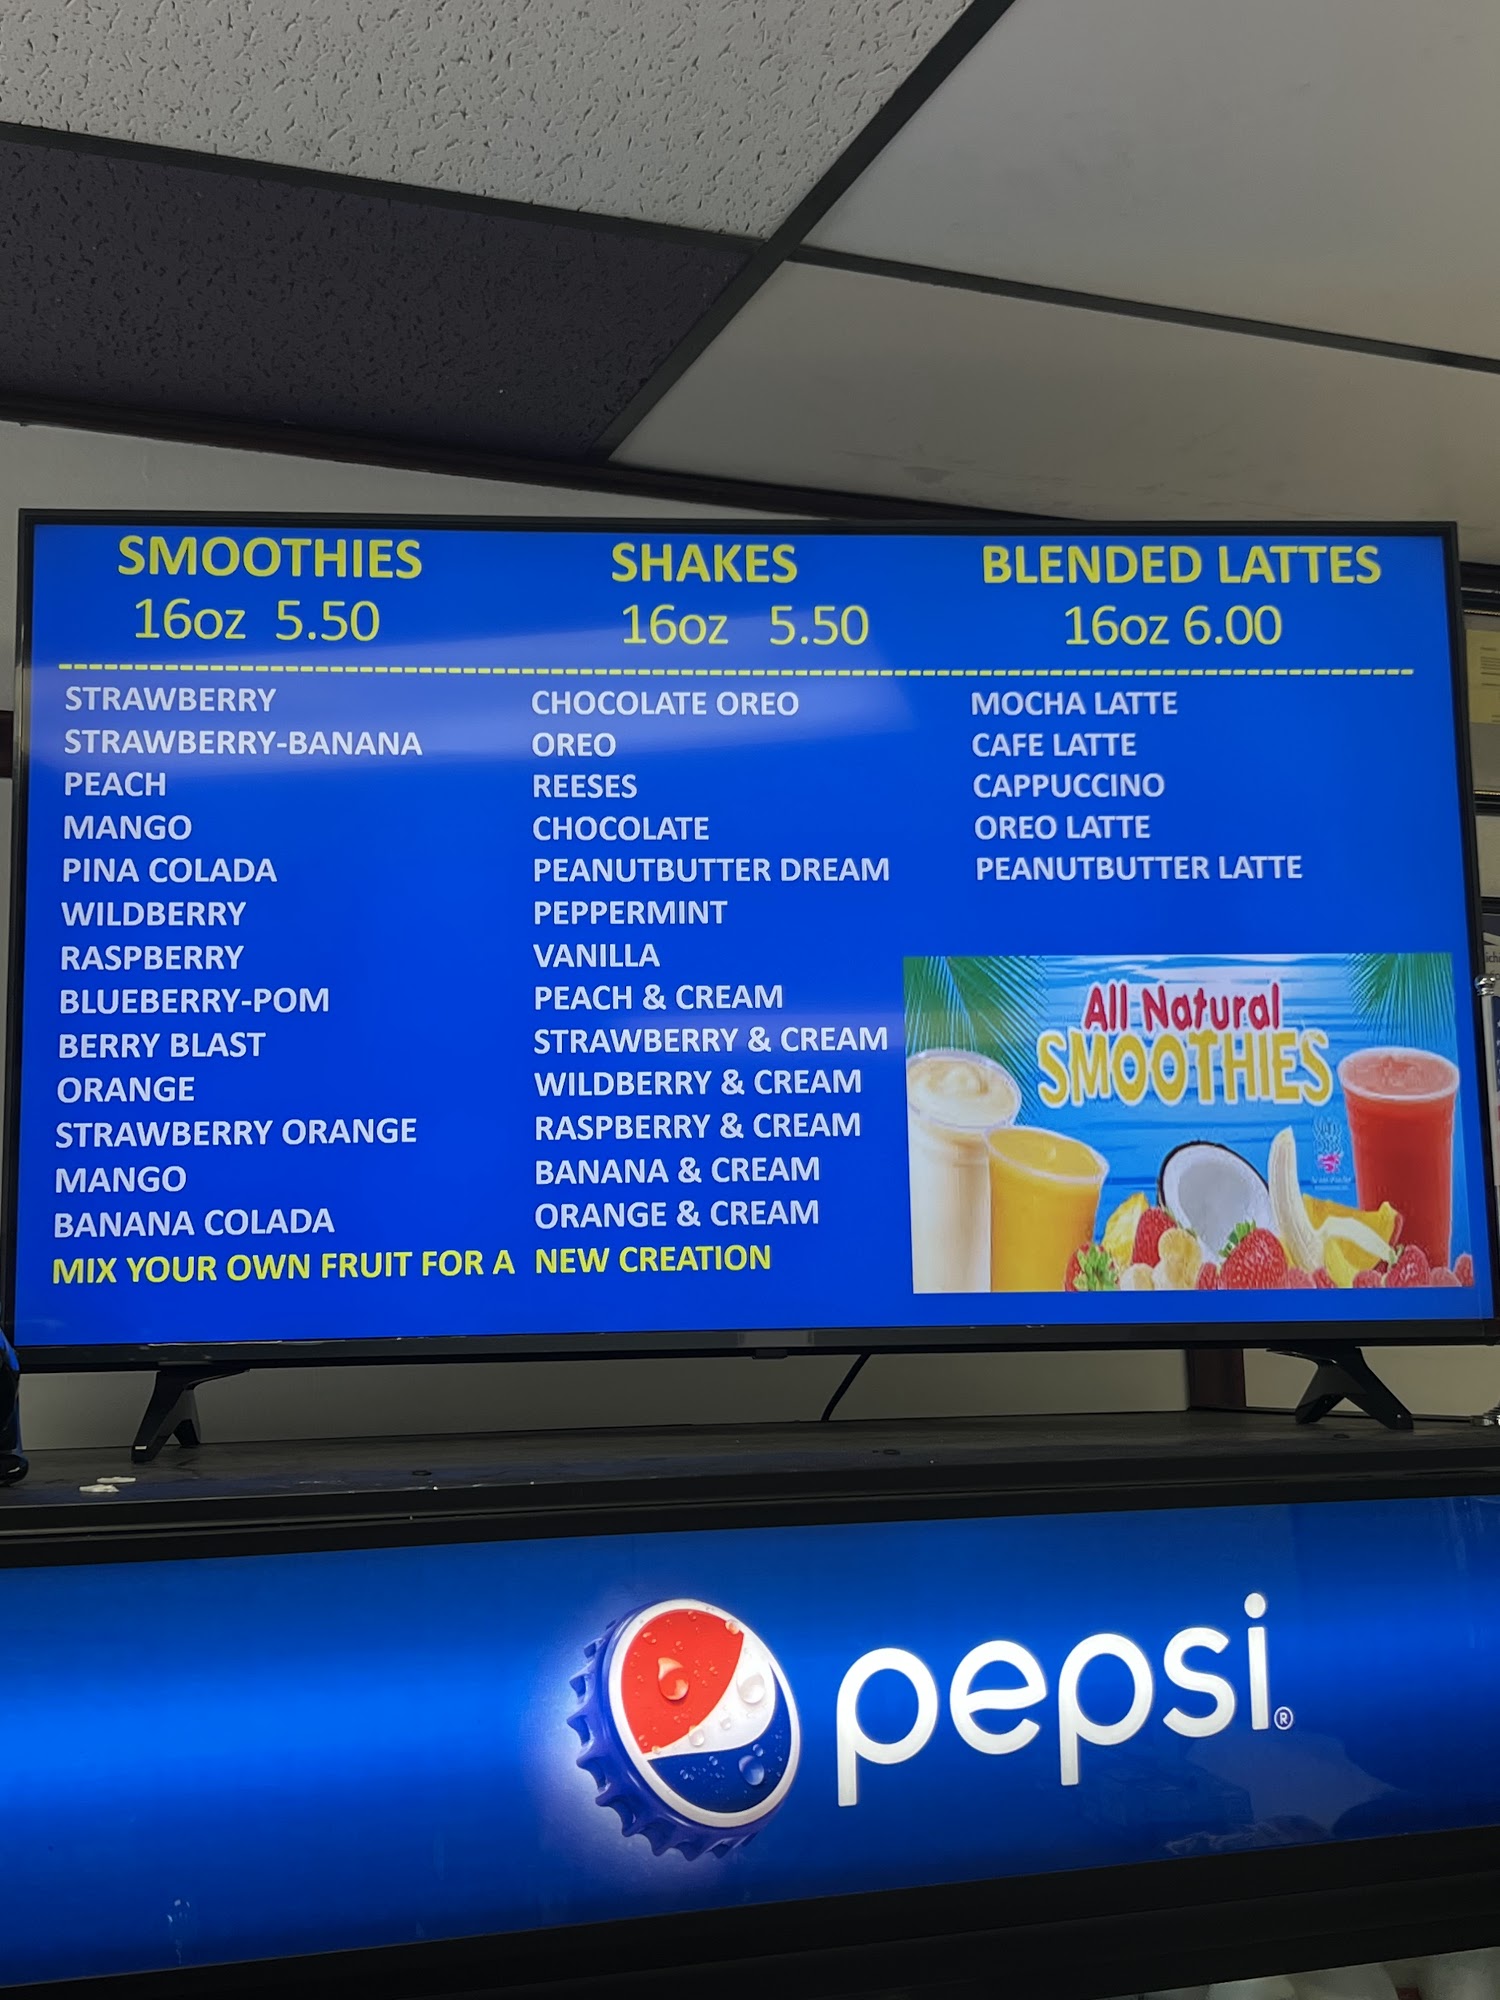 SMOOTHIES
16oz 5.50
STRAWBERRY
STRAWBERRY-BANANA
PEACH
MANGO
PINA COLADA
WILDBERRY
RASPBERRY
BLUEBERRY-POM
BERRY BLAST
ORANGE
STRAWBERRY ORANGE
MANGO
BANANA COLADA
MIX YOUR OWN FRUIT FOR A NEW CREATION
SHAKES
16oz 5.50
CHOCOLATE OREO
OREO
REESES
CHOCOLATE
PEANUTBUTTER DREAM
PEPPERMINT
VANILLA
PEACH & CREAM
STRAWBERRY & CREAM
WILDBERRY & CREAM
RASPBERRY & CREAM
BANANA & CREAM
ORANGE & CREAM
BLENDED LATTES
16oz 6.00
MOCHA LATTE
CAFE LATTE
CAPPUCCINO
OREO LATTE
PEANUTBUTTER LATTE
All Natural
SMOOTHIES
pepsi®